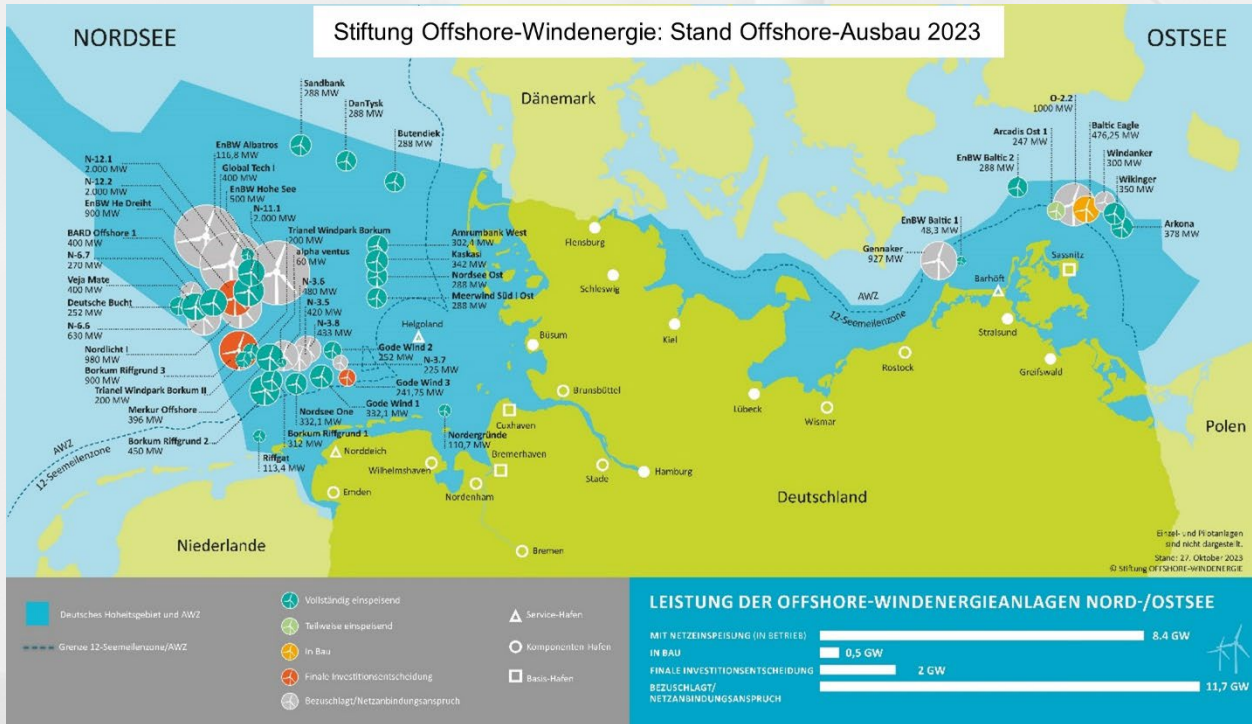 NORDSEE
Stiftung Offshore-Windenergie: Stand Offshore-Ausbau 2023
OSTSEE
Sandbank
288 MW
DanTysk
288 MW
Butendiek
288 MW
Dänemark
EnBW Albatros
116,8 MW
Global Tech I
400 MW
EnBW Hohe See
500 MW
N-11.1
2.000 MW
N-12.1
2.000 MW
N-12.2
2.000 MW
EnBW He Dreiht
900 MW
BARD Offshore 1
400 MW
N-6.7
270 MW
Veja Mate
400 MW
Deutsche Bucht
252 MW
N-6.6
630 MW
Nordlicht I
980 MW
Borkum Riffgrund 3
900 MW
Trianel Windpark Borkum II
200 MW
Merkur Offshore
396 MW
Borkum Riffgrund 2
450 MW
Trianel Windpark Borkum
200 MW
alpha ventus
60 MW
N-3.6
480 MW
N-3.5
420 MW
N-3.8
433 MW
Gode Wind 2
252 MW
N-3.7
225 MW
Gode Wind 3
241,75 MW
Gode Wind 1
332,1 MW
Nordsee One
332,1 MW
Borkum Riffgrund 1
312 MW
Riffgat
113,4 MW
Nordergründe
110,7 MW
Amrumbank West
302,4 MW
Kaskasi
342 MW
Nordsee Ost
288 MW
Meerwind Süd I Ost
288 MW
O-2.2
1000 MW
Baltic Eagle
476,25 MW
Arcadis Ost 1
247 MW
Windanker
300 MW
EnBW Baltic 2
288 MW
Wikinger
350 MW
EnBW Baltic 1
48,3 MW
Arkona
378 MW
Gennaker
927 MW
AWZ
12-Seemeilenzone
AWZ
12-Seemeilenzone
Flensburg
Schleswig
Kiel
Helgoland
Büsum
Brunsbüttel
Cuxhaven
Bremerhaven
Norddeich
Wilhelmshaven
Emden
Nordenham
Stade
Hamburg
Bremen
Lübeck
Wismar
Rostock
Barhöft
Sassnitz
Stralsund
Greifswald
Polen
Deutschland
Niederlande
Einzel- und Pilotanlagen
sind nicht dargestellt.
Stand: 27. Oktober 2023
© Stiftung OFFSHORE-WINDENERGIE
Deutsches Hoheitsgebiet und AWZ
Grenze 12-Seemeilenzone/AWZ
Vollständig einspeisend
Teilweise einspeisend
In Bau
Finale Investitionsentscheidung
Bezuschlagt/Netzanbindungsanspruch
Service-Hafen
Komponenten-Hafen
Basis-Hafen
LEISTUNG DER OFFSHORE-WINDENERGIEANLAGEN NORD-/OSTSEE
MIT NETZEINSPEISUNG (IN BETRIEB) 8.4 GW
IN BAU 0,5 GW
FINALE INVESTITIONSENTSCHEIDUNG 2 GW
BEZUSCHLAGT/
NETZANBINDUNGSANSPRUCH 11,7 GW